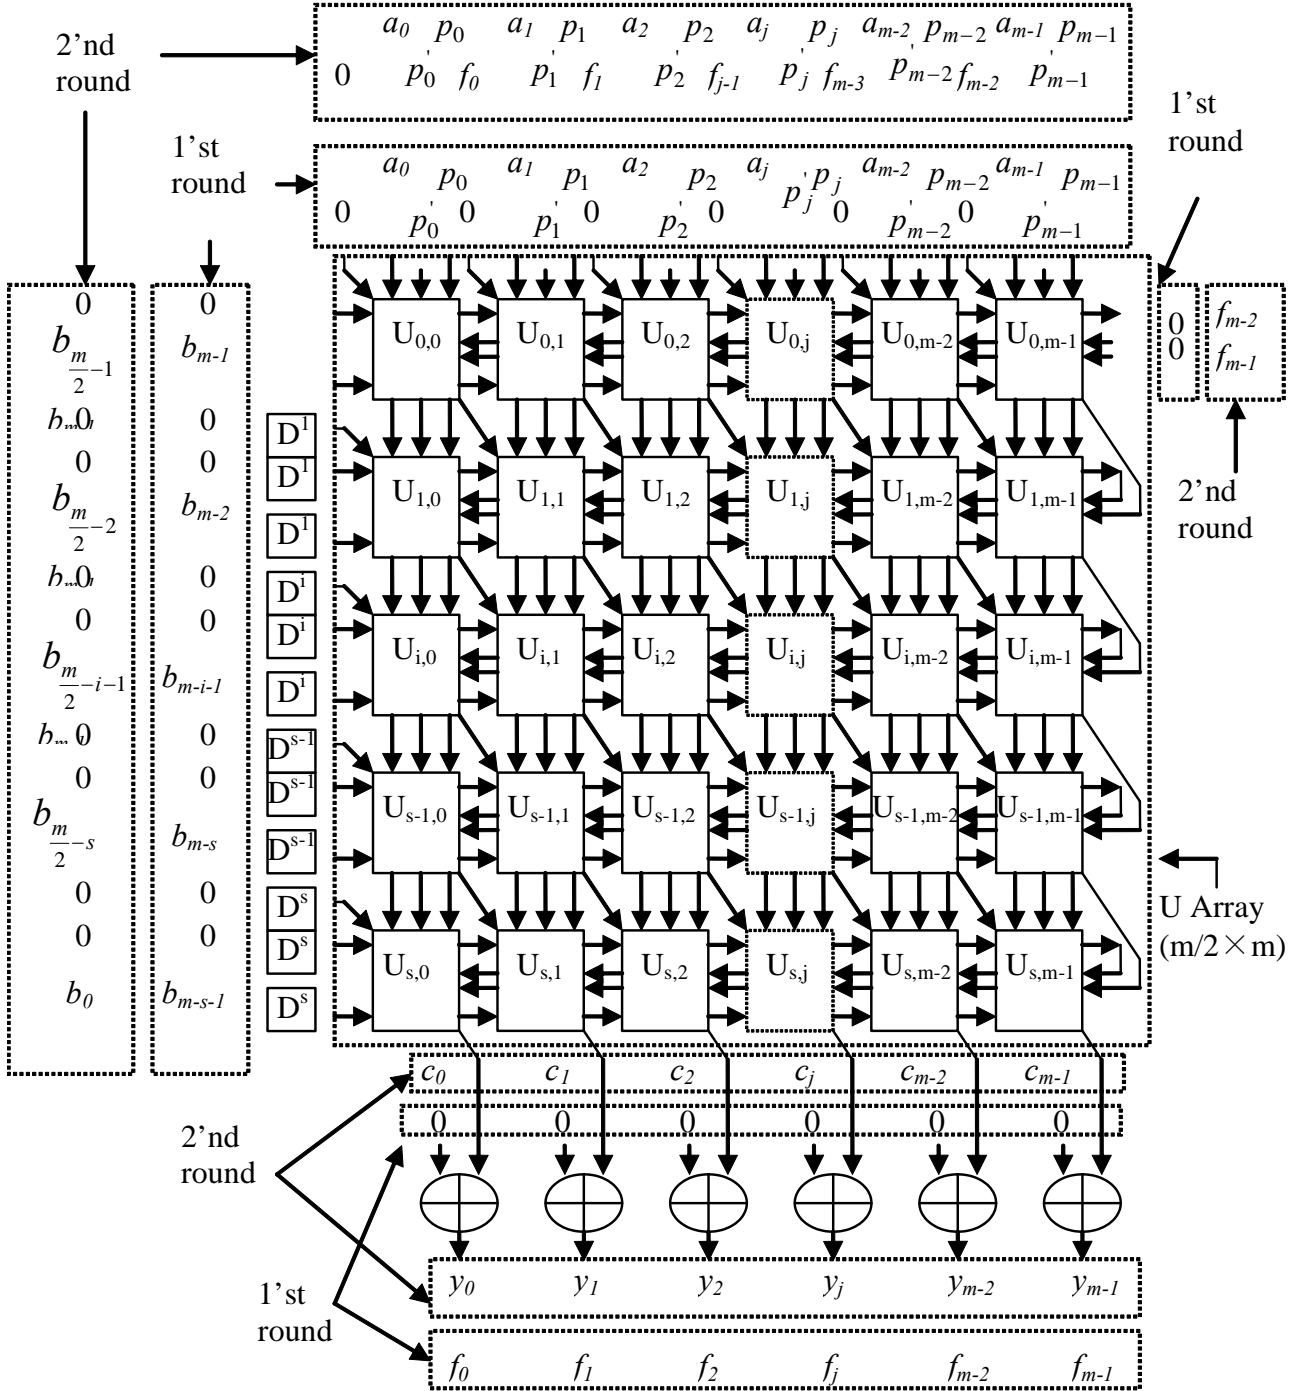 a0 p0 a1 p1 a2 p2 aj pj am-2 pm-2 am-1 pm-1
0 p'0 f0 p'1 f1 p'2 fj-1 p'j fm-3 p'm-2 fm-2 p'm-1
2’nd
round
1’st
round
1’st
round
a0 p0 a1 p1 a2 p2 aj p'j pj am-2 pm-2 am-1 pm-1
0 p'0 0 p'1 0 p'2 0 0 p'm-2 0 p'm-1
0 0
bm/2−1 bm-1
U0,0 U0,1 U0,2 U0,j U0,m-2 U0,m-1
0 fm-2
0 fm-1
0 0 D1
0 0 D1
bm/2−2 bm-2 D1
U1,0 U1,1 U1,2 U1,j U1,m-2 U1,m-1
2’nd
round
0 0 Di
0 0 Di
bm/2−i−1 bm-i-1 Di
Ui,0 Ui,1 Ui,2 Ui,j Ui,m-2 Ui,m-1
0 0 Ds-1
0 0 Ds-1
bm/2−s bm-s Ds-1
Us-1,0 Us-1,1 Us-1,2 Us-1,j Us-1,m-2 Us-1,m-1
0 0 Ds
0 0 Ds
b0 bm-s-1 Ds
Us,0 Us,1 Us,2 Us,j Us,m-2 Us,m-1
U Array
(m/2×m)
c0 c1 c2 cj cm-2 cm-1
0 0 0 0 0 0
2’nd
round
1’st
round
y0 y1 y2 yj ym-2 ym-1
f0 f1 f2 fj fm-2 fm-1